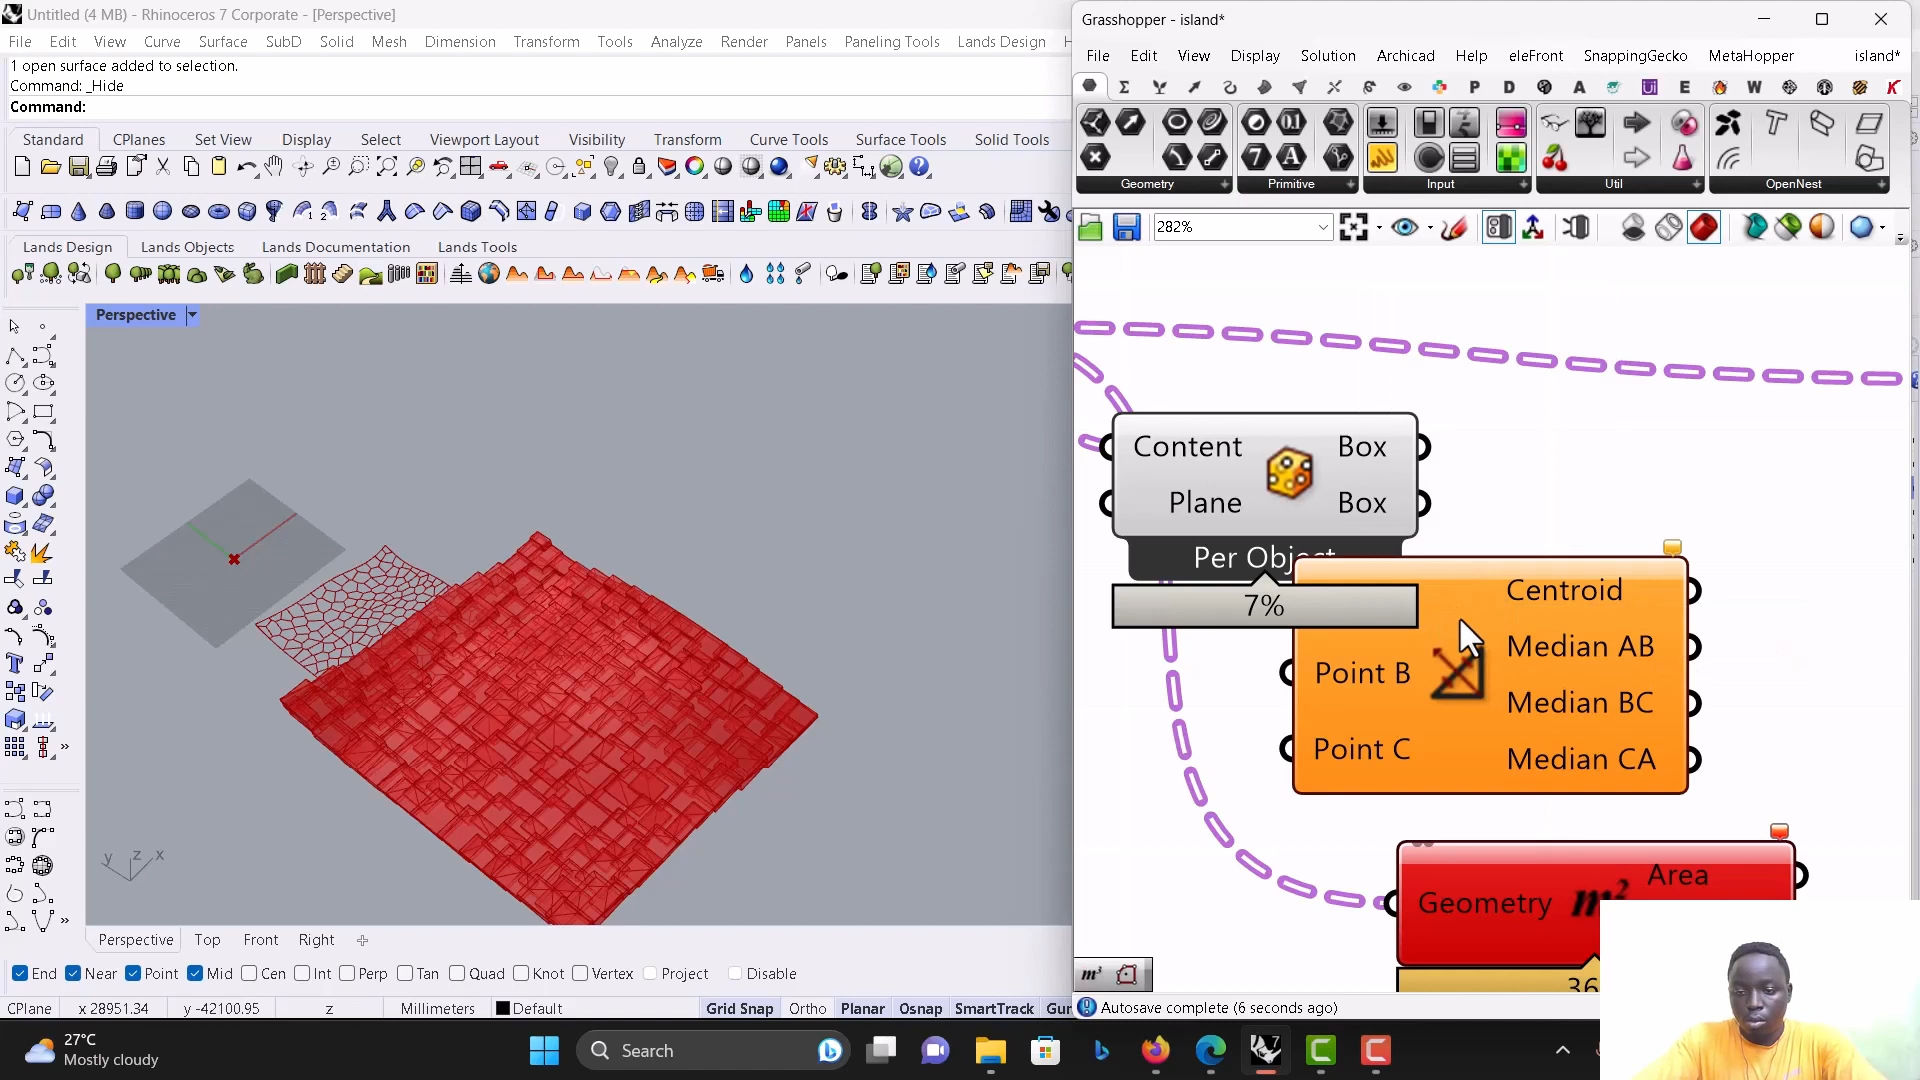 Untitled (4 MB) - Rhinoceros 7 Corporate - [Perspective]
File Edit View Curve Surface SubD Solid Mesh Dimension Transform Tools Analyze Render Panels Paneling Tools Lands Design
1 open surface added to selection.
Command: _Hide
Command:
Standard CPlanes Set View Display Select Viewport Layout Visibility Transform Curve Tools Surface Tools Solid Tools
Lands Design Lands Objects Lands Documentation Lands Tools
Perspective
y z x
Perspective Top Front Right
End Near Point Mid Cen Int Perp Tan Quad Knot Vertex Project Disable
CPlane x 28951.34 y -42100.95 z Millimeters Default Grid Snap Ortho Planar Osnap SmartTrack
Grasshopper - island*
File Edit View Display Solution Archicad Help eleFront SnappingGecko MetaHopper island*
Geometry Primitive Input Util OpenNest
282%
Content Box
Plane Box
Per Object
7%
Centroid
Median AB
Point B
Median BC
Point C
Median CA
Area
Geometry m²
36
m³
Autosave complete (6 seconds ago)
27°C
Mostly cloudy
Search